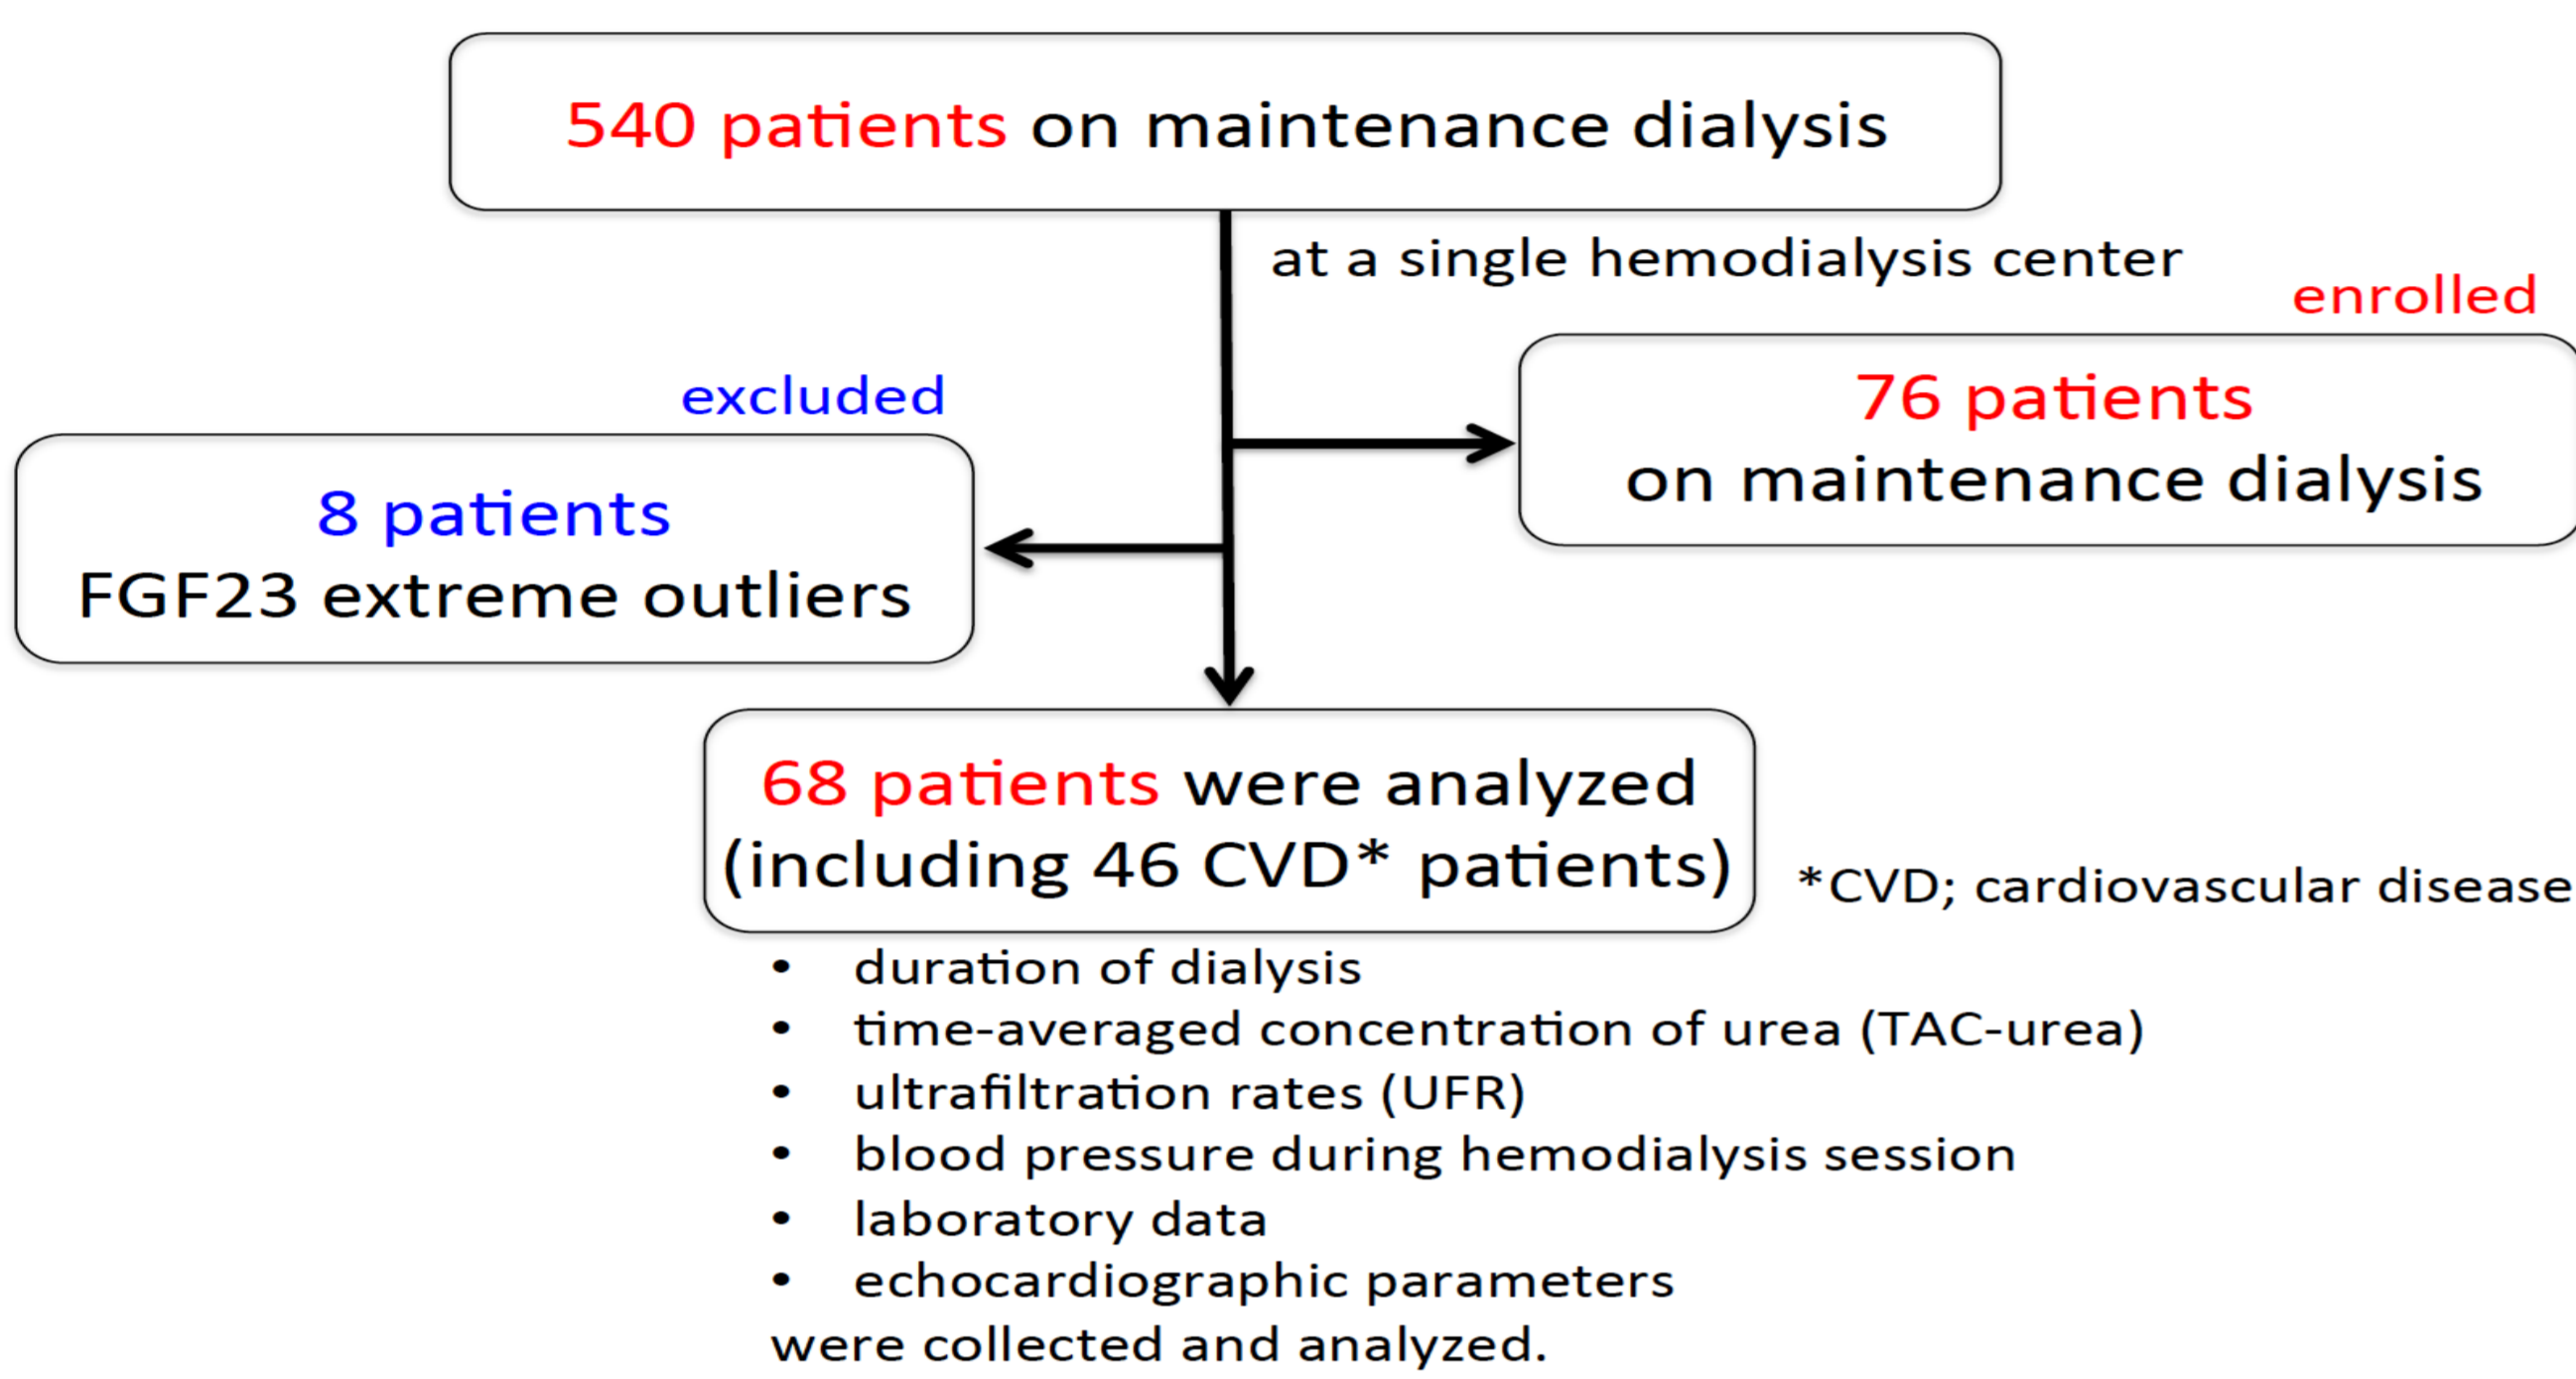 540 patients on maintenance dialysis
at a single hemodialysis center
enrolled
76 patients
on maintenance dialysis
excluded
8 patients
FGF23 extreme outliers
68 patients were analyzed
(including 46 CVD* patients)
*CVD; cardiovascular disease
• duration of dialysis
• time-averaged concentration of urea (TAC-urea)
• ultrafiltration rates (UFR)
• blood pressure during hemodialysis session
• laboratory data
• echocardiographic parameters
were collected and analyzed.